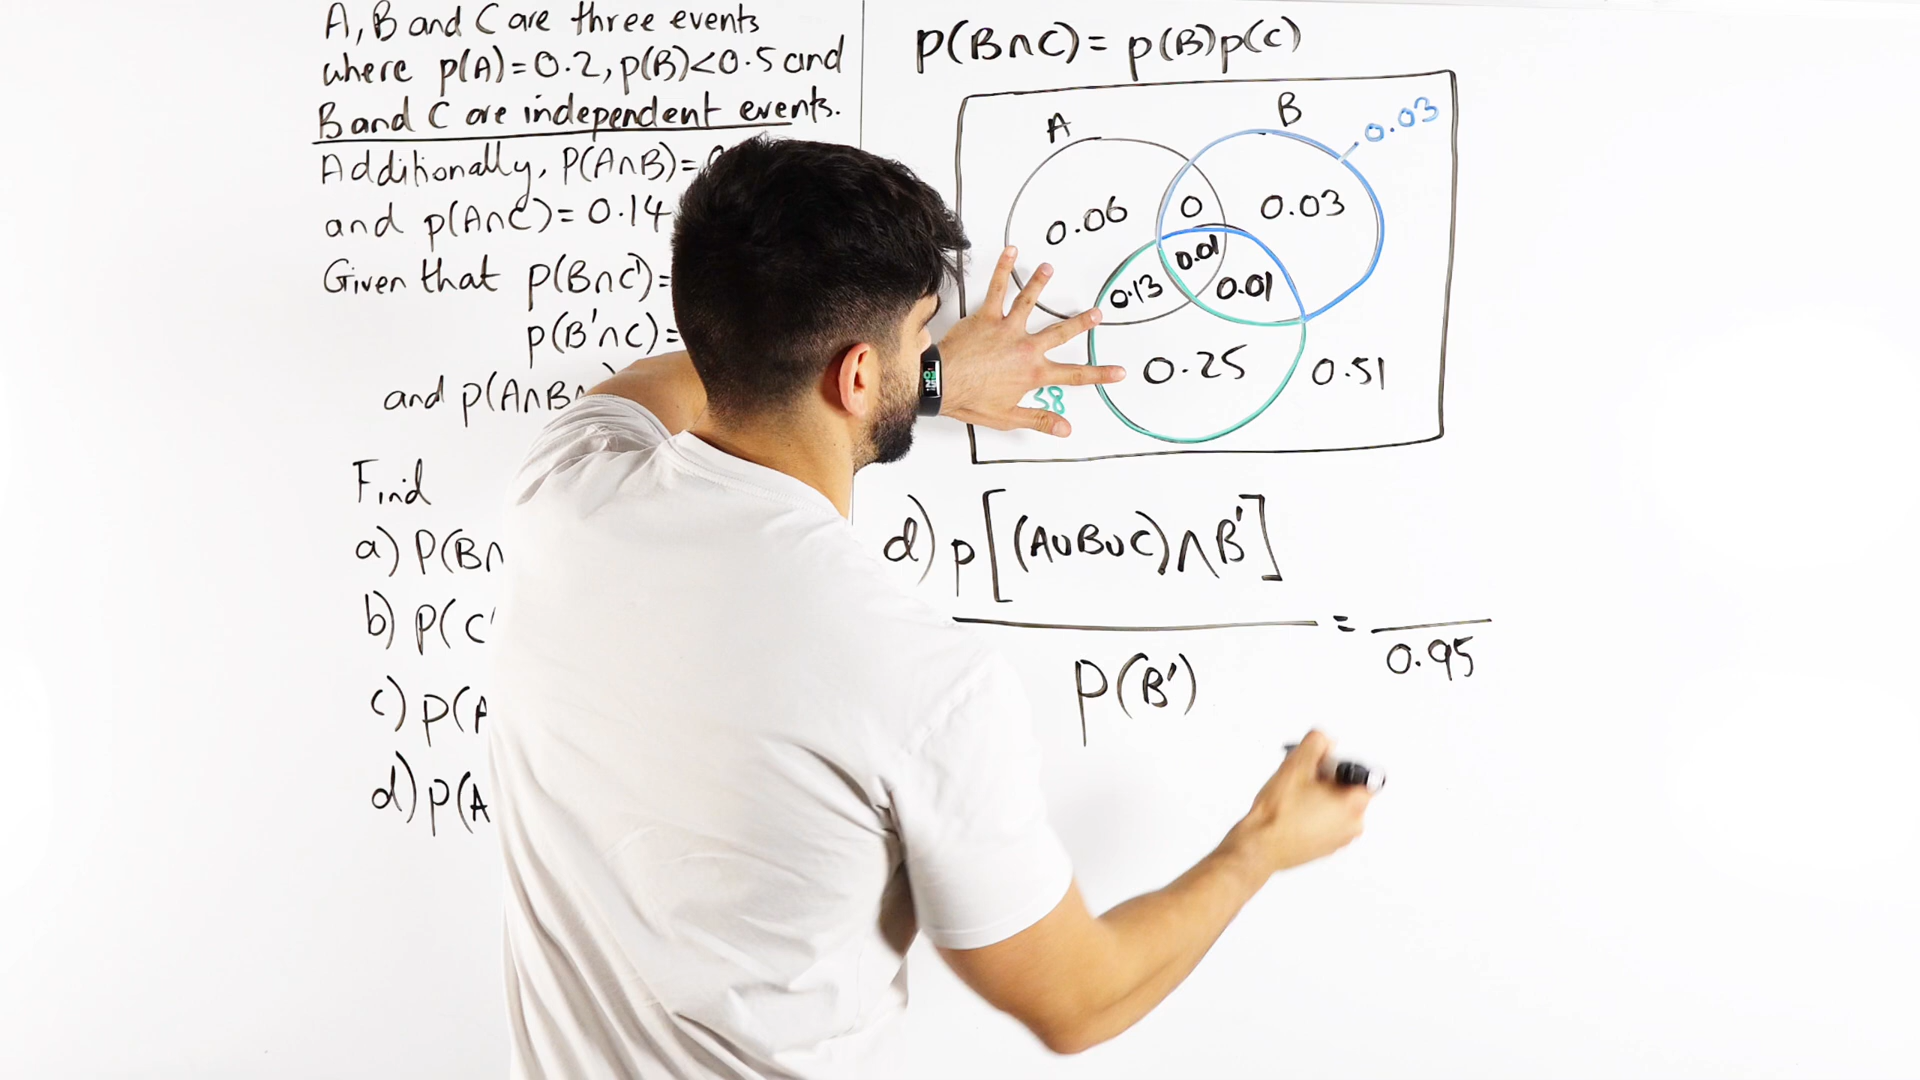 A, B and C are three events
where p(A)=0.2, p(B)<0.5 and
B and C are independent events.
Additionally, P(A∩B)=
and p(A∩C)= 0.14
Given that p(B∩C')=
p(B'∩C)=
and p(A∩B∩
Find
a) P(B∩
b) P(C'
c) p(A
d) p(A
p(B∩C)= p(B)p(C)
A
B
0.03
0.06
0
0.03
0.01
0.13
0.01
0.25
0.51
38
d) p[(A∪B∪C)∩B']
=
P(B')
0.95